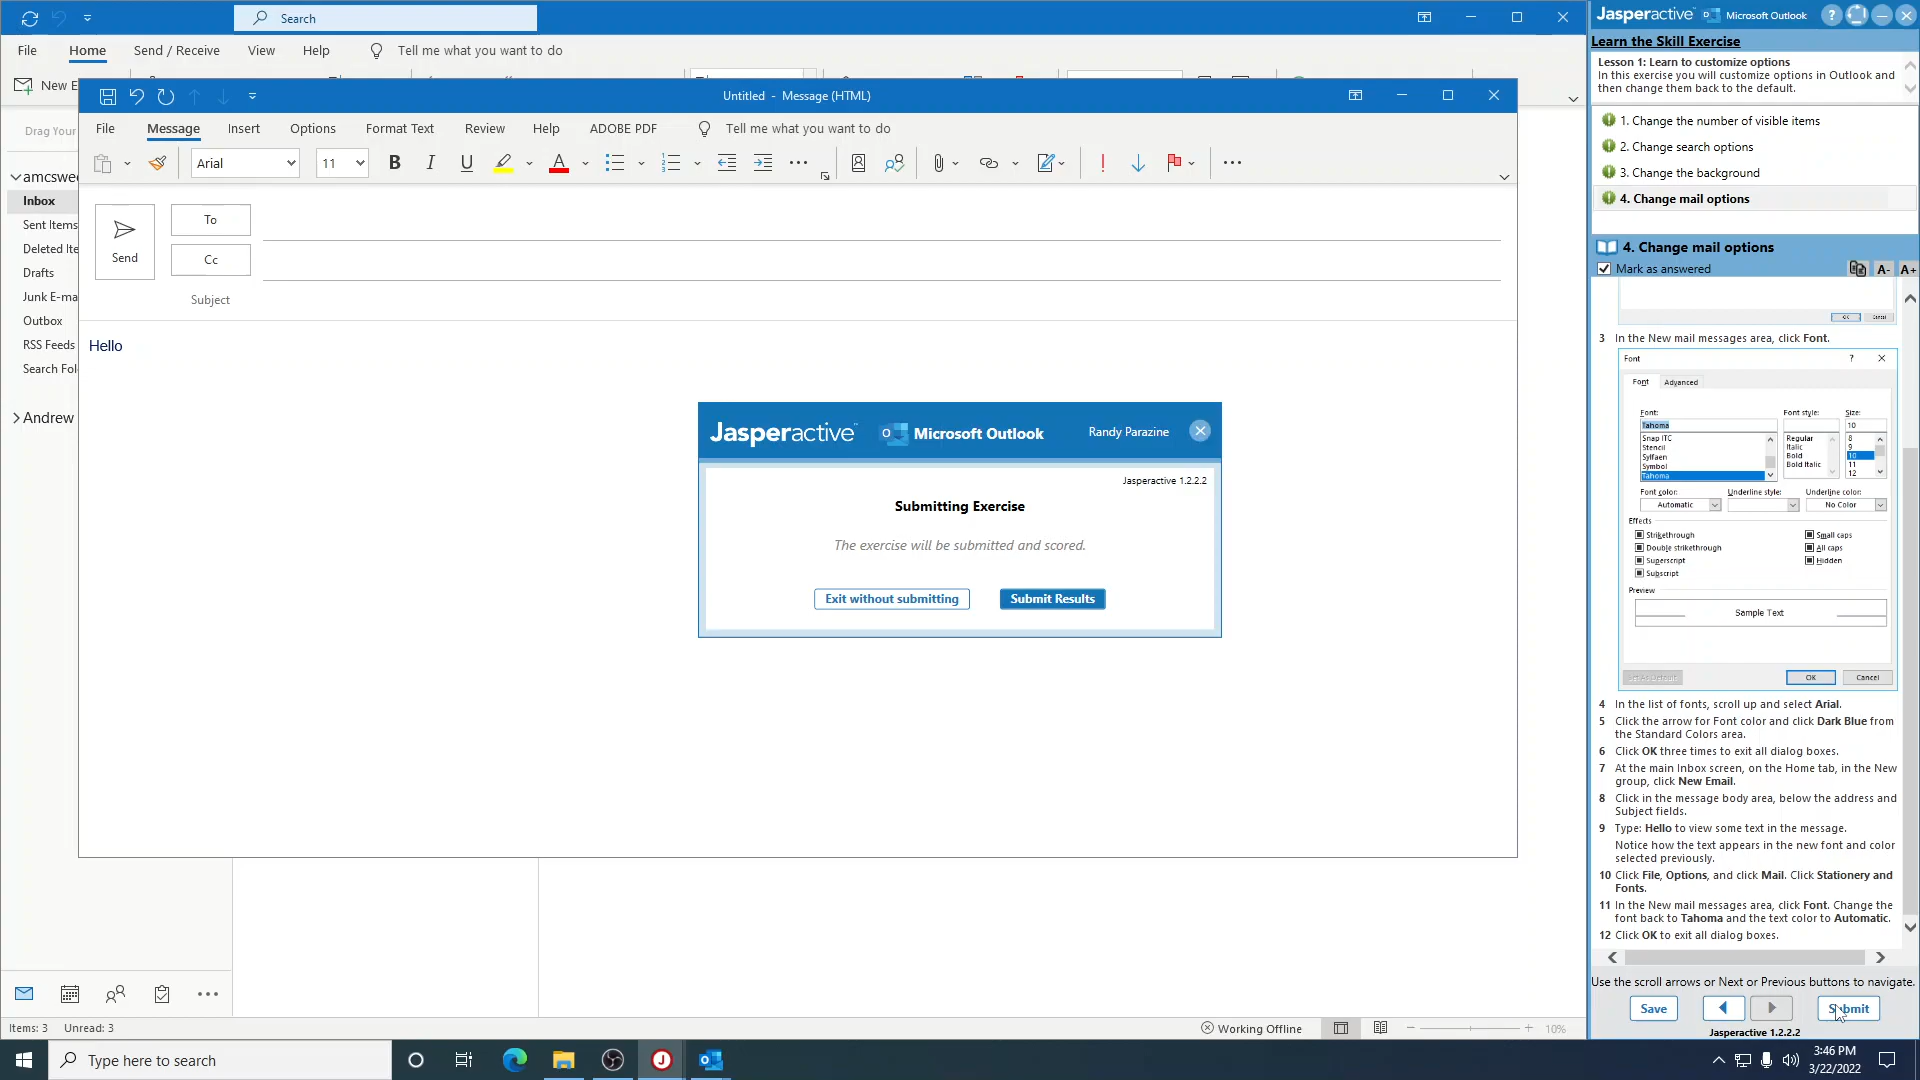 Search
File Home Send / Receive View Help Tell me what you want to do
New E
Untitled - Message (HTML)
File Message Insert Options Format Text Review Help ADOBE PDF Tell me what you want to do
Arial 11 B I U A
Drag Your
amcswee
Inbox
Sent Items
Deleted Ite
Drafts
Junk E-ma
Outbox
RSS Feeds
Search Fol
Andrew
Send
To
Cc
Subject
Hello
Jasperactive Microsoft Outlook Randy Parazine
Jasperactive 1.2.2.2
Submitting Exercise
The exercise will be submitted and scored.
Exit without submitting Submit Results
Items: 3 Unread: 3
Working Offline
10%
Jasperactive Microsoft Outlook
Learn the Skill Exercise
Lesson 1: Learn to customize options
In this exercise you will customize options in Outlook and
then change them back to the default.
1. Change the number of visible items
2. Change search options
3. Change the background
4. Change mail options
4. Change mail options
Mark as answered A- A+
OK Cancel
3 In the New mail messages area, click Font.
Font ? X
Font Advanced
Font: Font style: Size:
Tahoma 10
Snap ITC Regular 8
Stencil Italic 9
Sylfaen Bold 10
Symbol Bold Italic 11
Tahoma 12
Font color: Underline style: Underline color:
Automatic No Color
Effects
Strikethrough Small caps
Double strikethrough All caps
Superscript Hidden
Subscript
Preview
Sample Text
Set As Default OK Cancel
4 In the list of fonts, scroll up and select Arial.
5 Click the arrow for Font color and click Dark Blue from
the Standard Colors area.
6 Click OK three times to exit all dialog boxes.
7 At the main Inbox screen, on the Home tab, in the New
group, click New Email.
8 Click in the message body area, below the address and
Subject fields.
9 Type: Hello to view some text in the message.
Notice how the text appears in the new font and color
selected previously.
10 Click File, Options, and click Mail. Click Stationery and
Fonts.
11 In the New mail messages area, click Font. Change the
font back to Tahoma and the text color to Automatic.
12 Click OK to exit all dialog boxes.
Use the scroll arrows or Next or Previous buttons to navigate.
Save Submit
Jasperactive 1.2.2.2
Type here to search
3:46 PM
3/22/2022